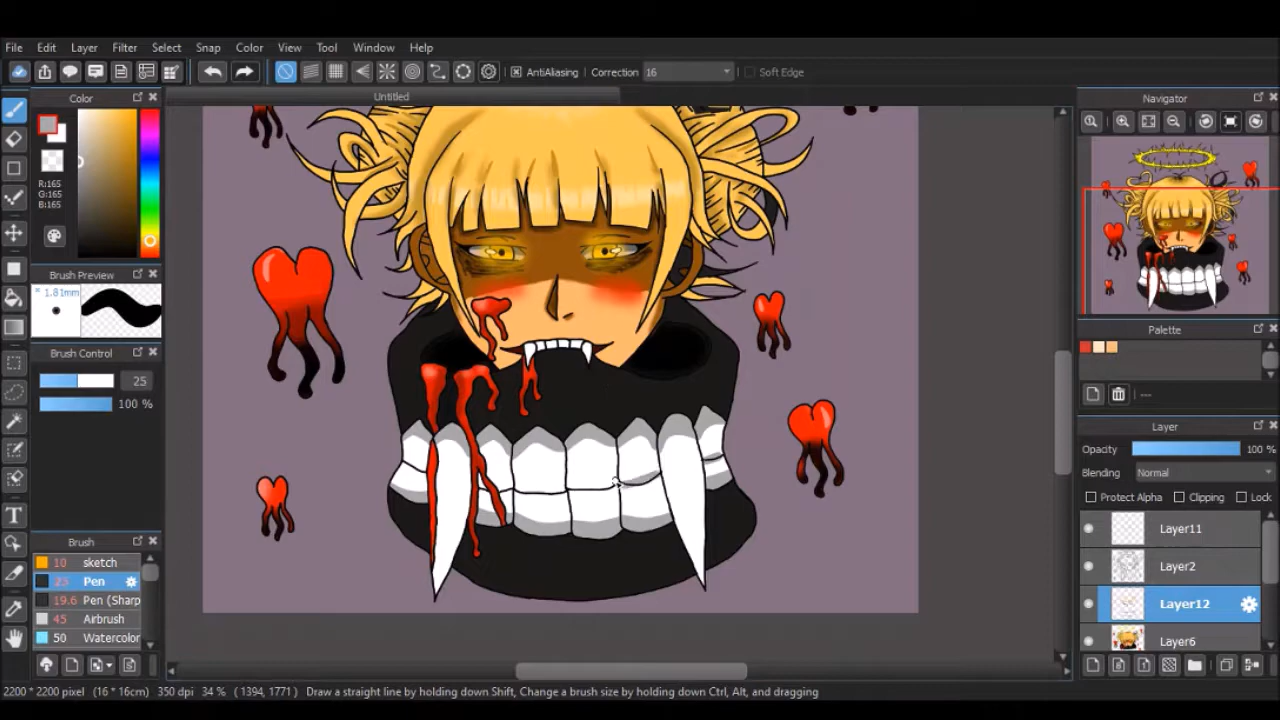 File Edit Layer Filter Select Snap Color View Tool Window Help
AntiAliasing Correction 16 Soft Edge
Color
Untitled
Navigator
R:165
G:165
B:165
Brush Preview
* 1.81mm
Brush Control
25
100 %
Brush
10 sketch
23 Pen
19.6 Pen (Sharp
45 Airbrush
50 Watercolor
T
Palette
---
Layer
Opacity 100 %
Blending Normal
Protect Alpha Clipping Lock
Layer11
Layer2
Layer12
Layer6
2200 * 2200 pixel (16 * 16cm) 350 dpi 34 % ( 1394, 1771 ) Draw a straight line by holding down Shift, Change a brush size by holding down Ctrl, Alt, and dragging